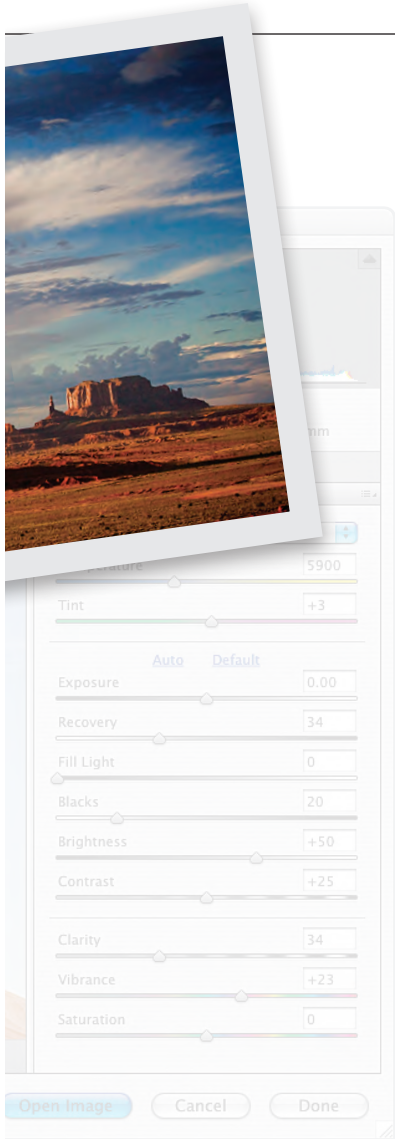 mm
Temperature 5900
Tint +3
Auto Default
Exposure 0.00
Recovery 34
Fill Light 0
Blacks 20
Brightness +50
Contrast +25
Clarity 34
Vibrance +23
Saturation 0
Open Image Cancel Done